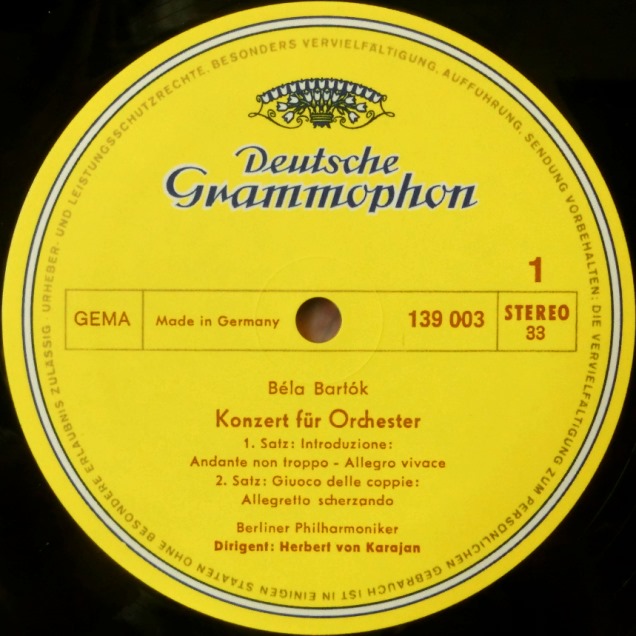 URHEBER- UND LEISTUNGSSCHUTZRECHTE, BESONDERS VERVIELFÄLTIGUNG, AUFFÜHRUNG, SENDUNG VORBEHALTEN; DIE VERVIELFÄLTIGUNG ZUM PERSÖNLICHEN GEBRAUCH IST IN EINIGEN STAATEN OHNE BESONDERE ERLAUBNIS ZULÄSSIG
Deutsche
Grammophon
1
GEMA Made in Germany 139 003 STEREO
33
Béla Bartók
Konzert für Orchester
1. Satz: Introduzione:
Andante non troppo - Allegro vivace
2. Satz: Giuoco delle coppie:
Allegretto scherzando
Berliner Philharmoniker
Dirigent: Herbert von Karajan